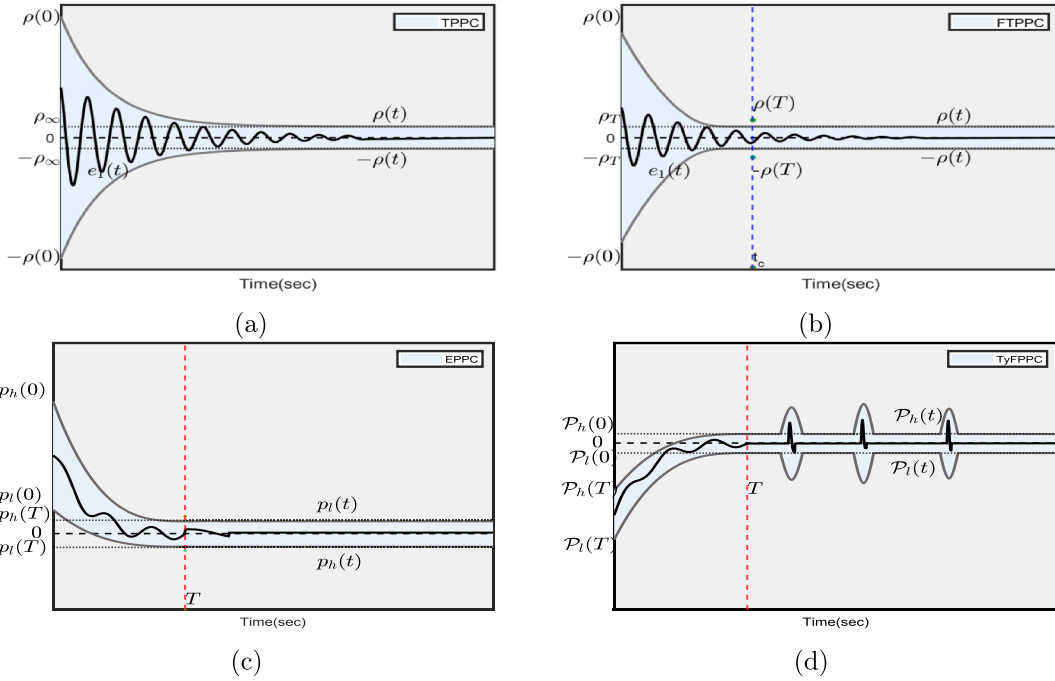 ρ(0)
TPPC
ρ∞
ρ(t)
0
−ρ∞
−ρ(t)
e₁(t)
−ρ(0)
Time(sec)
(a)
ρ(0)
FTPPC
ρ(T)
ρT
ρ(t)
0
−ρT
−ρ(t)
e₁(t)
-ρ(T)
−ρ(0)
tc
Time(sec)
(b)
EPPC
pₕ(0)
pₗ(0)
pₗ(t)
pₕ(T)
0
pₗ(T)
pₕ(t)
T
Time(sec)
(c)
TyFPPC
𝒫ₕ(0)
𝒫ₕ(t)
0
𝒫ₗ(0)
𝒫ₗ(t)
𝒫ₕ(T)
T
𝒫ₗ(T)
Time(sec)
(d)